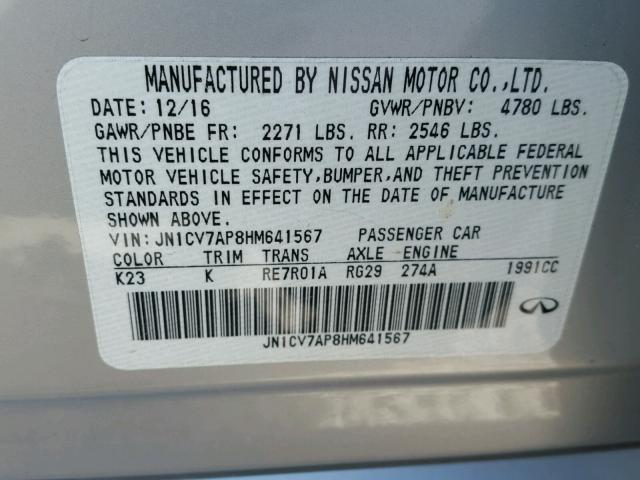 MANUFACTURED BY NISSAN MOTOR CO.,LTD.
DATE: 12/16 GVWR/PNBV: 4780 LBS.
GAWR/PNBE FR: 2271 LBS. RR: 2546 LBS.
THIS VEHICLE CONFORMS TO ALL APPLICABLE FEDERAL
MOTOR VEHICLE SAFETY,BUMPER,AND THEFT PREVENTION
STANDARDS IN EFFECT ON THE DATE OF MANUFACTURE
SHOWN ABOVE.
VIN: JN1CV7AP8HM641567 PASSENGER CAR
COLOR TRIM TRANS AXLE ENGINE
K23 K RE7R01A RG29 274A 1991CC
JN1CV7AP8HM641567